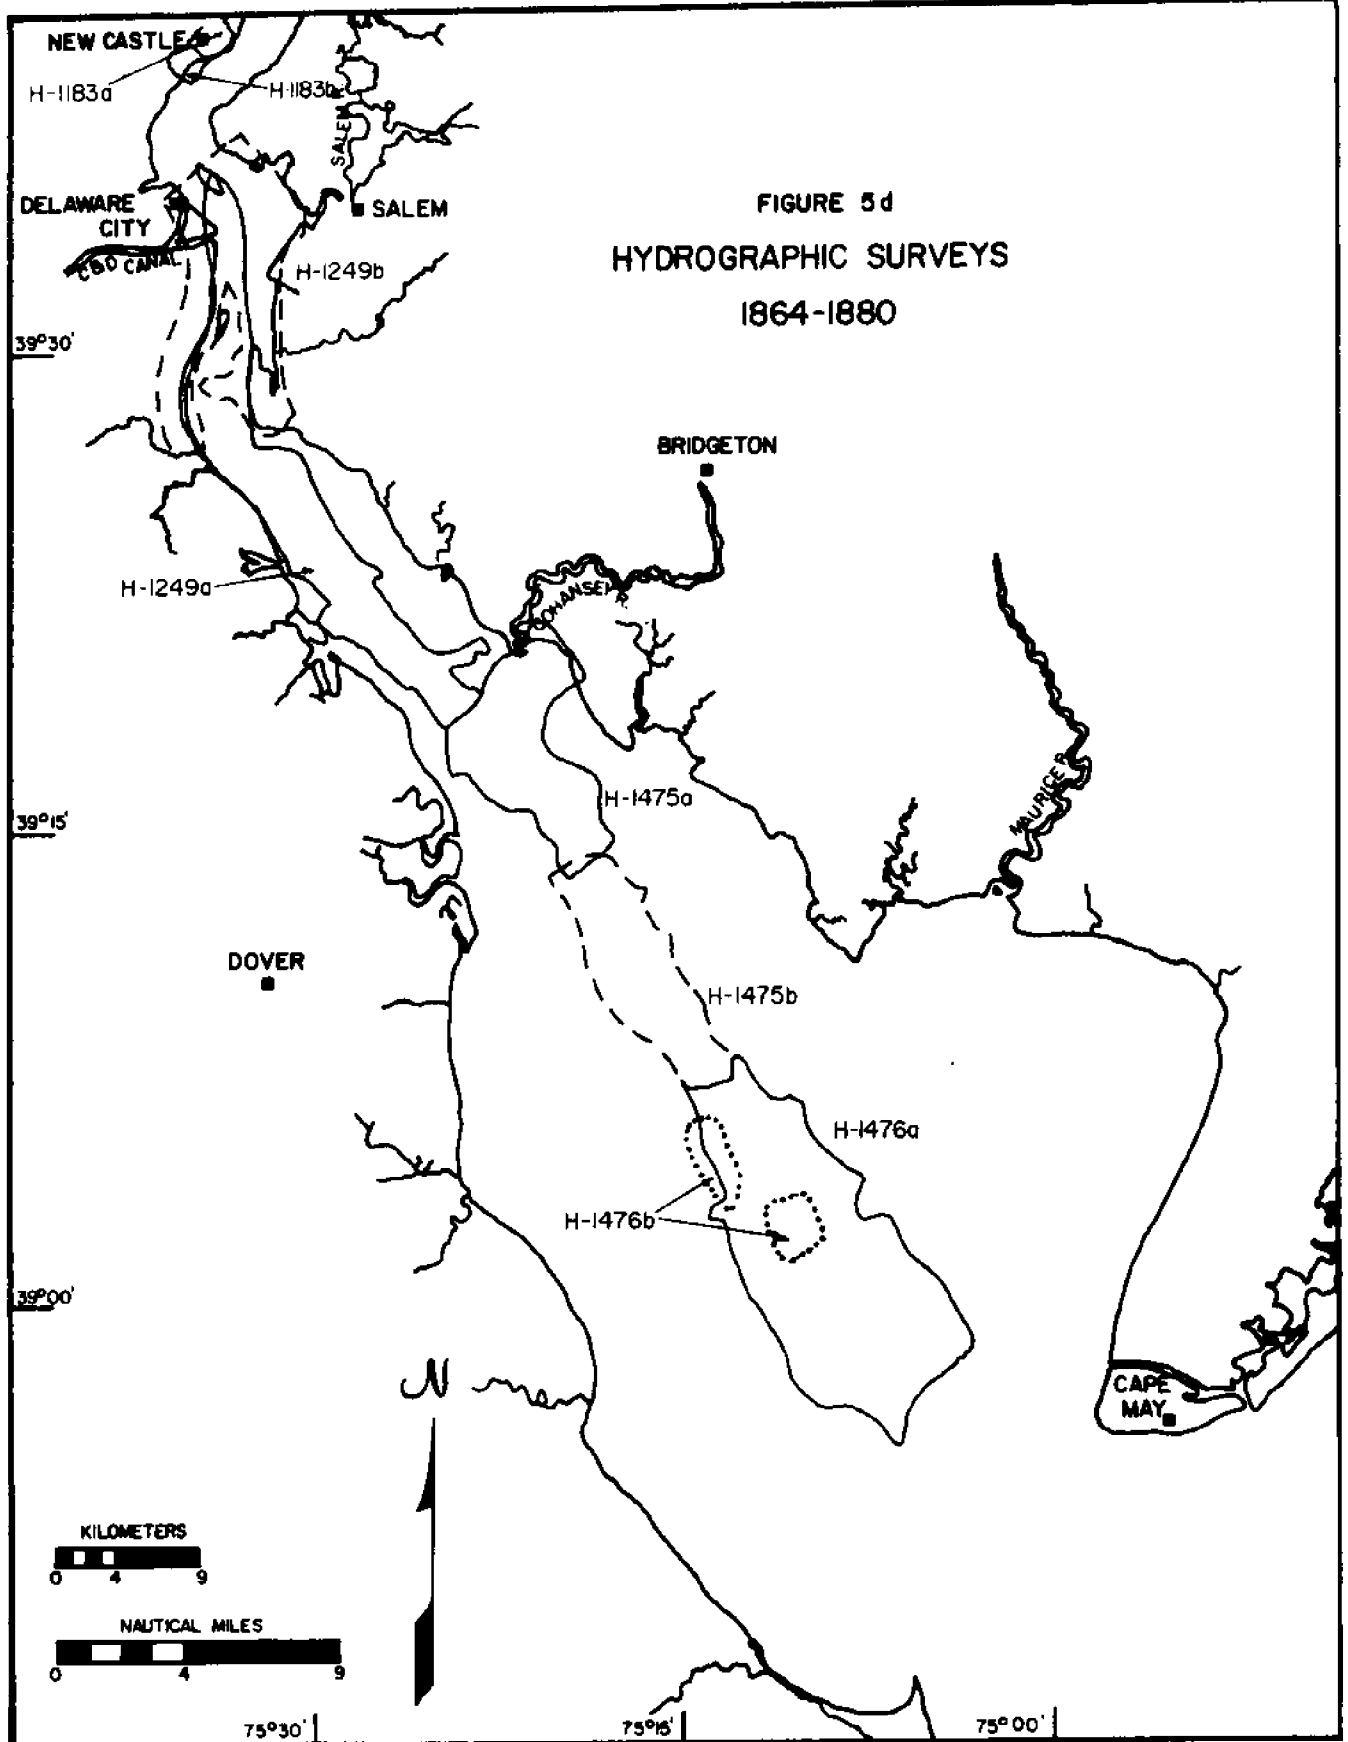 NEW CASTLE
H-1183a
H-1183b
SALEM R.
DELAWARE
CITY
SALEM
C&D CANAL
H-1249b
FIGURE 5d
HYDROGRAPHIC SURVEYS
1864-1880
39°30'
BRIDGETON
H-1249a
COHANSEY R.
H-1475a
39°15'
MAURICE R.
DOVER
H-1475b
H-1476a
H-1476b
39°00'
N
CAPE
MAY
KILOMETERS
0 4 9
NAUTICAL MILES
0 4 9
75°30'
75°15'
75°00'